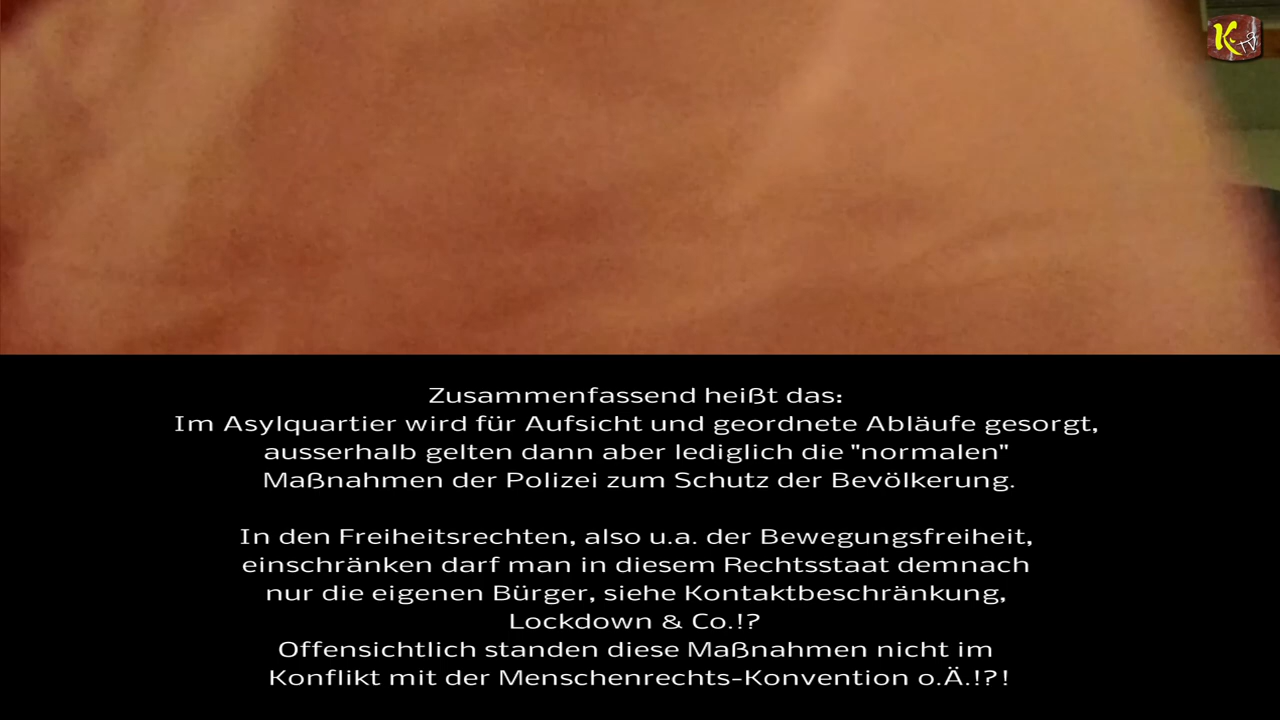 K-TV
Zusammenfassend heißt das:
Im Asylquartier wird für Aufsicht und geordnete Abläufe gesorgt,
ausserhalb gelten dann aber lediglich die "normalen"
Maßnahmen der Polizei zum Schutz der Bevölkerung.
In den Freiheitsrechten, also u.a. der Bewegungsfreiheit,
einschränken darf man in diesem Rechtsstaat demnach
nur die eigenen Bürger, siehe Kontaktbeschränkung,
Lockdown & Co.!?
Offensichtlich standen diese Maßnahmen nicht im
Konflikt mit der Menschenrechts-Konvention o.Ä.!?!